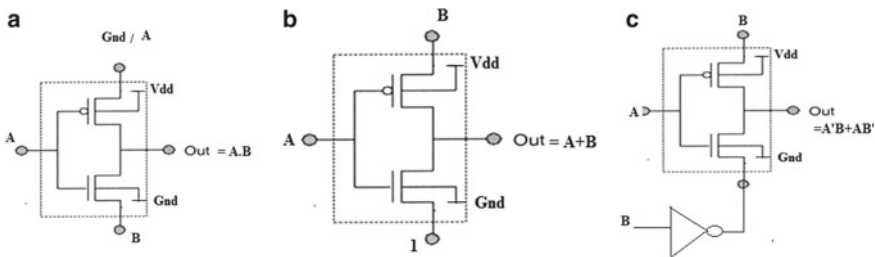 a
Gnd / A
Vdd
A
Out = A.B
Gnd
B
b
B
Vdd
A
Out = A+B
Gnd
1
c
B
Vdd
A
Out
=A'B+AB'
Gnd
B